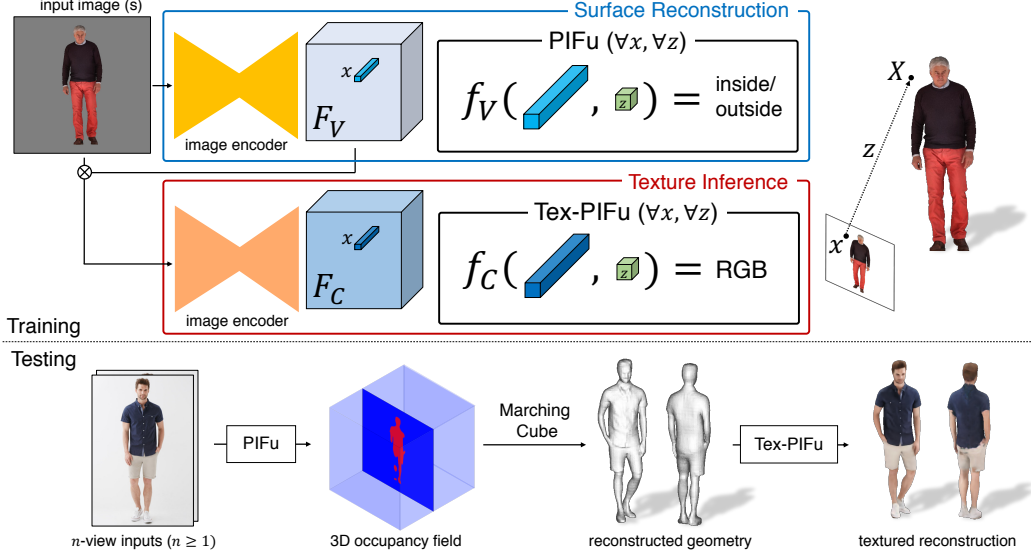 input image (s)
Surface Reconstruction
PIFu (∀x, ∀z)
x
F_V
image encoder
f_V( , z ) = inside/
outside
X
z
x
Texture Inference
Tex-PIFu (∀x, ∀z)
x
F_C
image encoder
f_C( , z ) = RGB
Training
Testing
PIFu
Marching
Cube
Tex-PIFu
n-view inputs (n ≥ 1)
3D occupancy field
reconstructed geometry
textured reconstruction